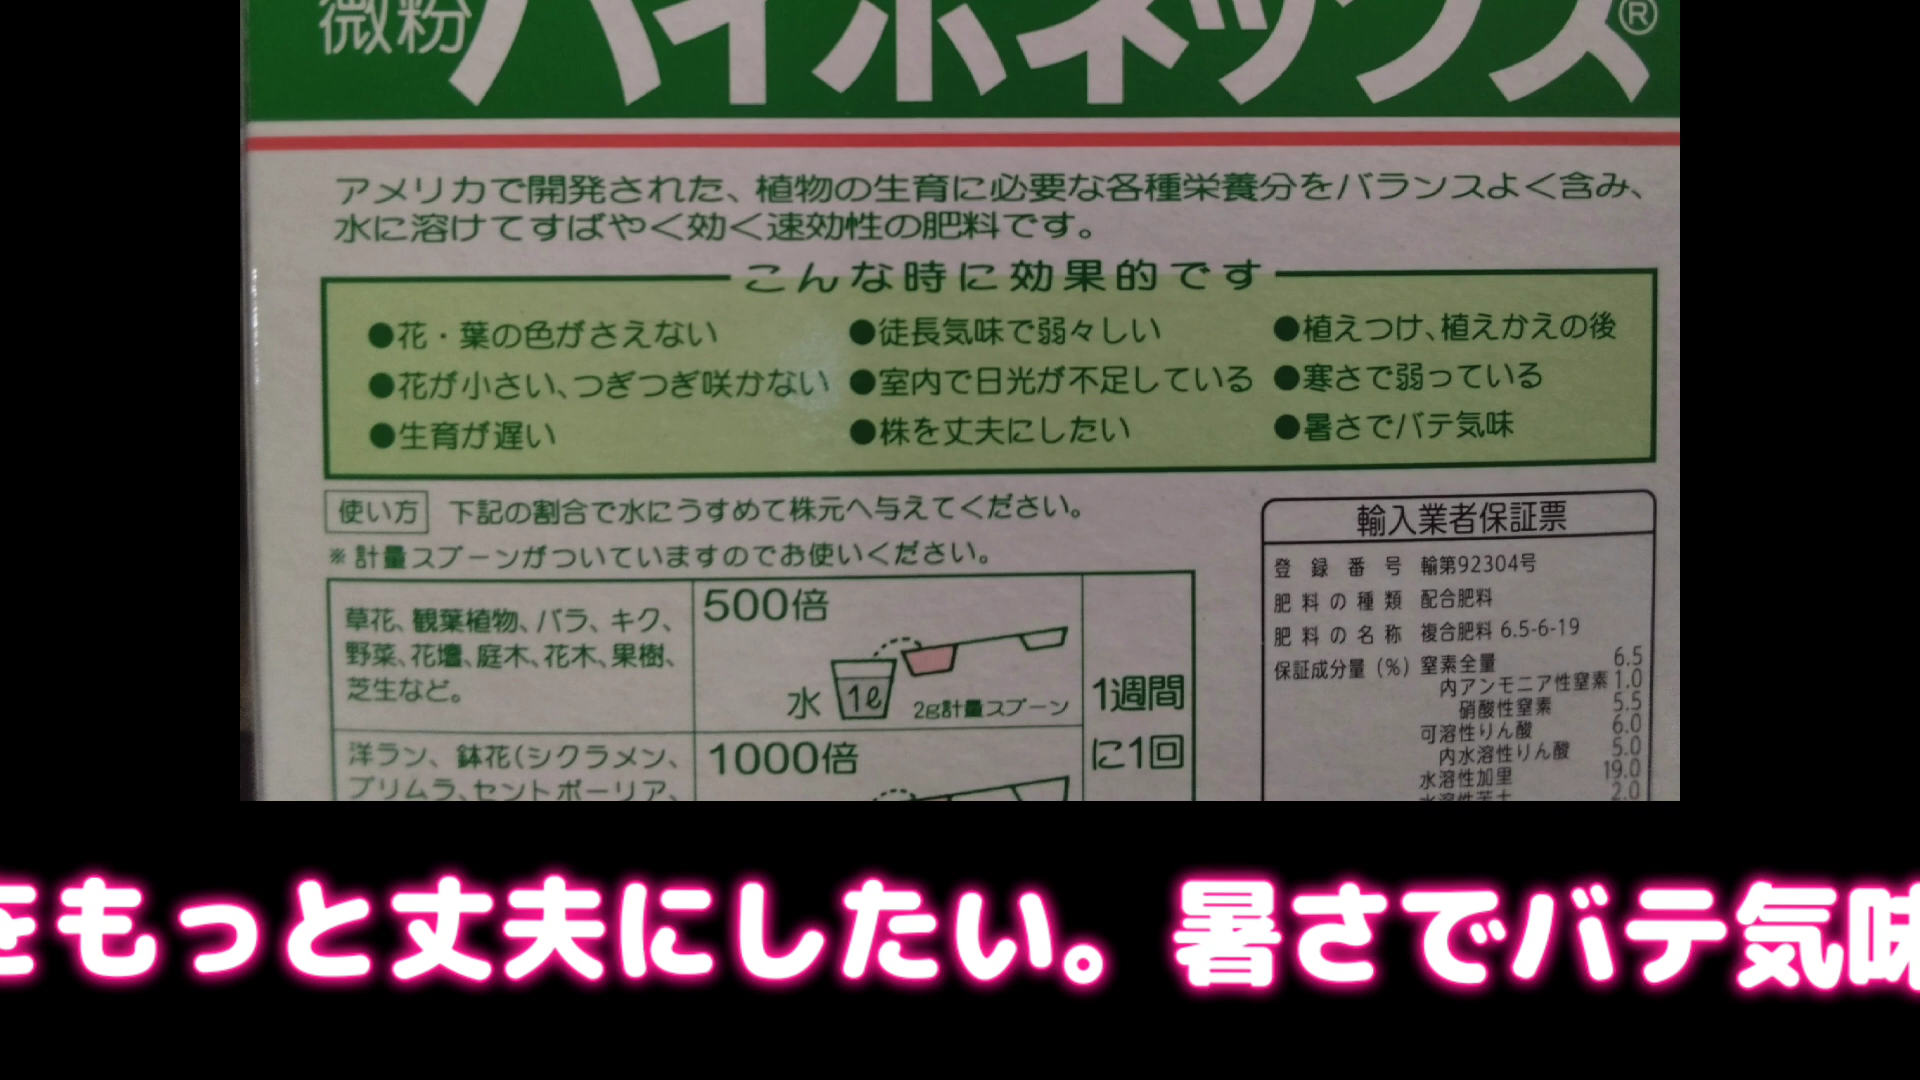 微粉ハイポネックス®
アメリカで開発された、植物の生育に必要な各種栄養分をバランスよく含み、
水に溶けてすばやく効く速効性の肥料です。
こんな時に効果的です
●花・葉の色がさえない
●花が小さい、つぎつぎ咲かない
●生育が遅い
●徒長気味で弱々しい
●室内で日光が不足している
●株を丈夫にしたい
●植えつけ、植えかえの後
●寒さで弱っている
●暑さでバテ気味
使い方 下記の割合で水にうすめて株元へ与えてください。
※計量スプーンがついていますのでお使いください。
草花、観葉植物、バラ、キク、
野菜、花壇、庭木、花木、果樹、
芝生など。
500倍
水 1ℓ 2g計量スプーン
洋ラン、鉢花(シクラメン、
プリムラ、セントポーリア、
1000倍
1週間
に1回
輸入業者保証票
登録番号 輸第92304号
肥料の種類 配合肥料
肥料の名称 複合肥料 6.5-6-19
保証成分量(%) 窒素全量 6.5
内アンモニア性窒素 1.0
硝酸性窒素 5.5
可溶性りん酸 6.0
内水溶性りん酸 5.0
水溶性加里 19.0
水溶性苦土 2.0
をもっと丈夫にしたい。暑さでバテ気味